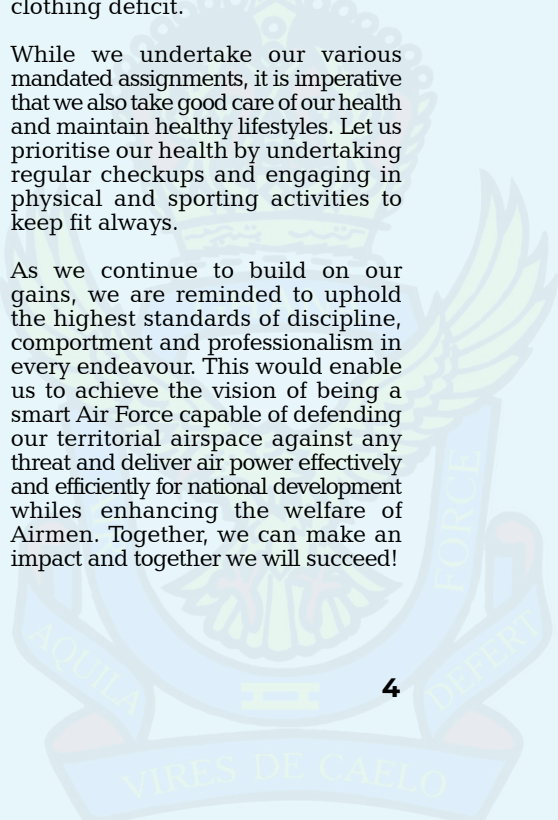 clothing deficit.
While we undertake our various
mandated assignments, it is imperative
that we also take good care of our health
and maintain healthy lifestyles. Let us
prioritise our health by undertaking
regular checkups and engaging in
physical and sporting activities to
keep fit always.
As we continue to build on our
gains, we are reminded to uphold
the highest standards of discipline,
comportment and professionalism in
every endeavour. This would enable
us to achieve the vision of being a
smart Air Force capable of defending
our territorial airspace against any
threat and deliver air power effectively
and efficiently for national development
whiles enhancing the welfare of
Airmen. Together, we can make an
impact and together we will succeed!
FORCE
AQUILA
DEFERT
4
VIRES DE CAELO